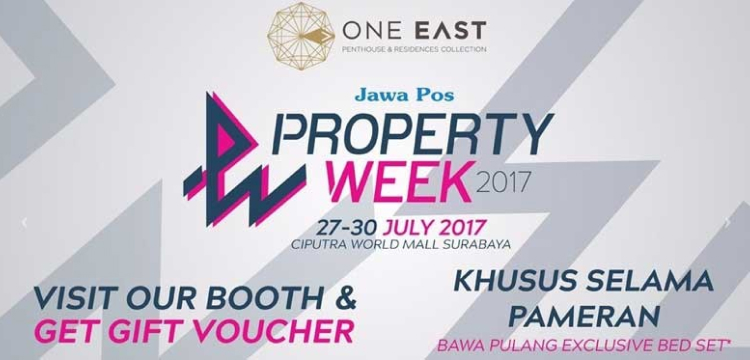 ONE EAST
PENTHOUSE & RESIDENCES COLLECTION
Jawa Pos
PROPERTY
WEEK 2017
27-30 JULY 2017
CIPUTRA WORLD MALL SURABAYA
VISIT OUR BOOTH &
GET GIFT VOUCHER
KHUSUS SELAMA
PAMERAN
BAWA PULANG EXCLUSIVE BED SET*